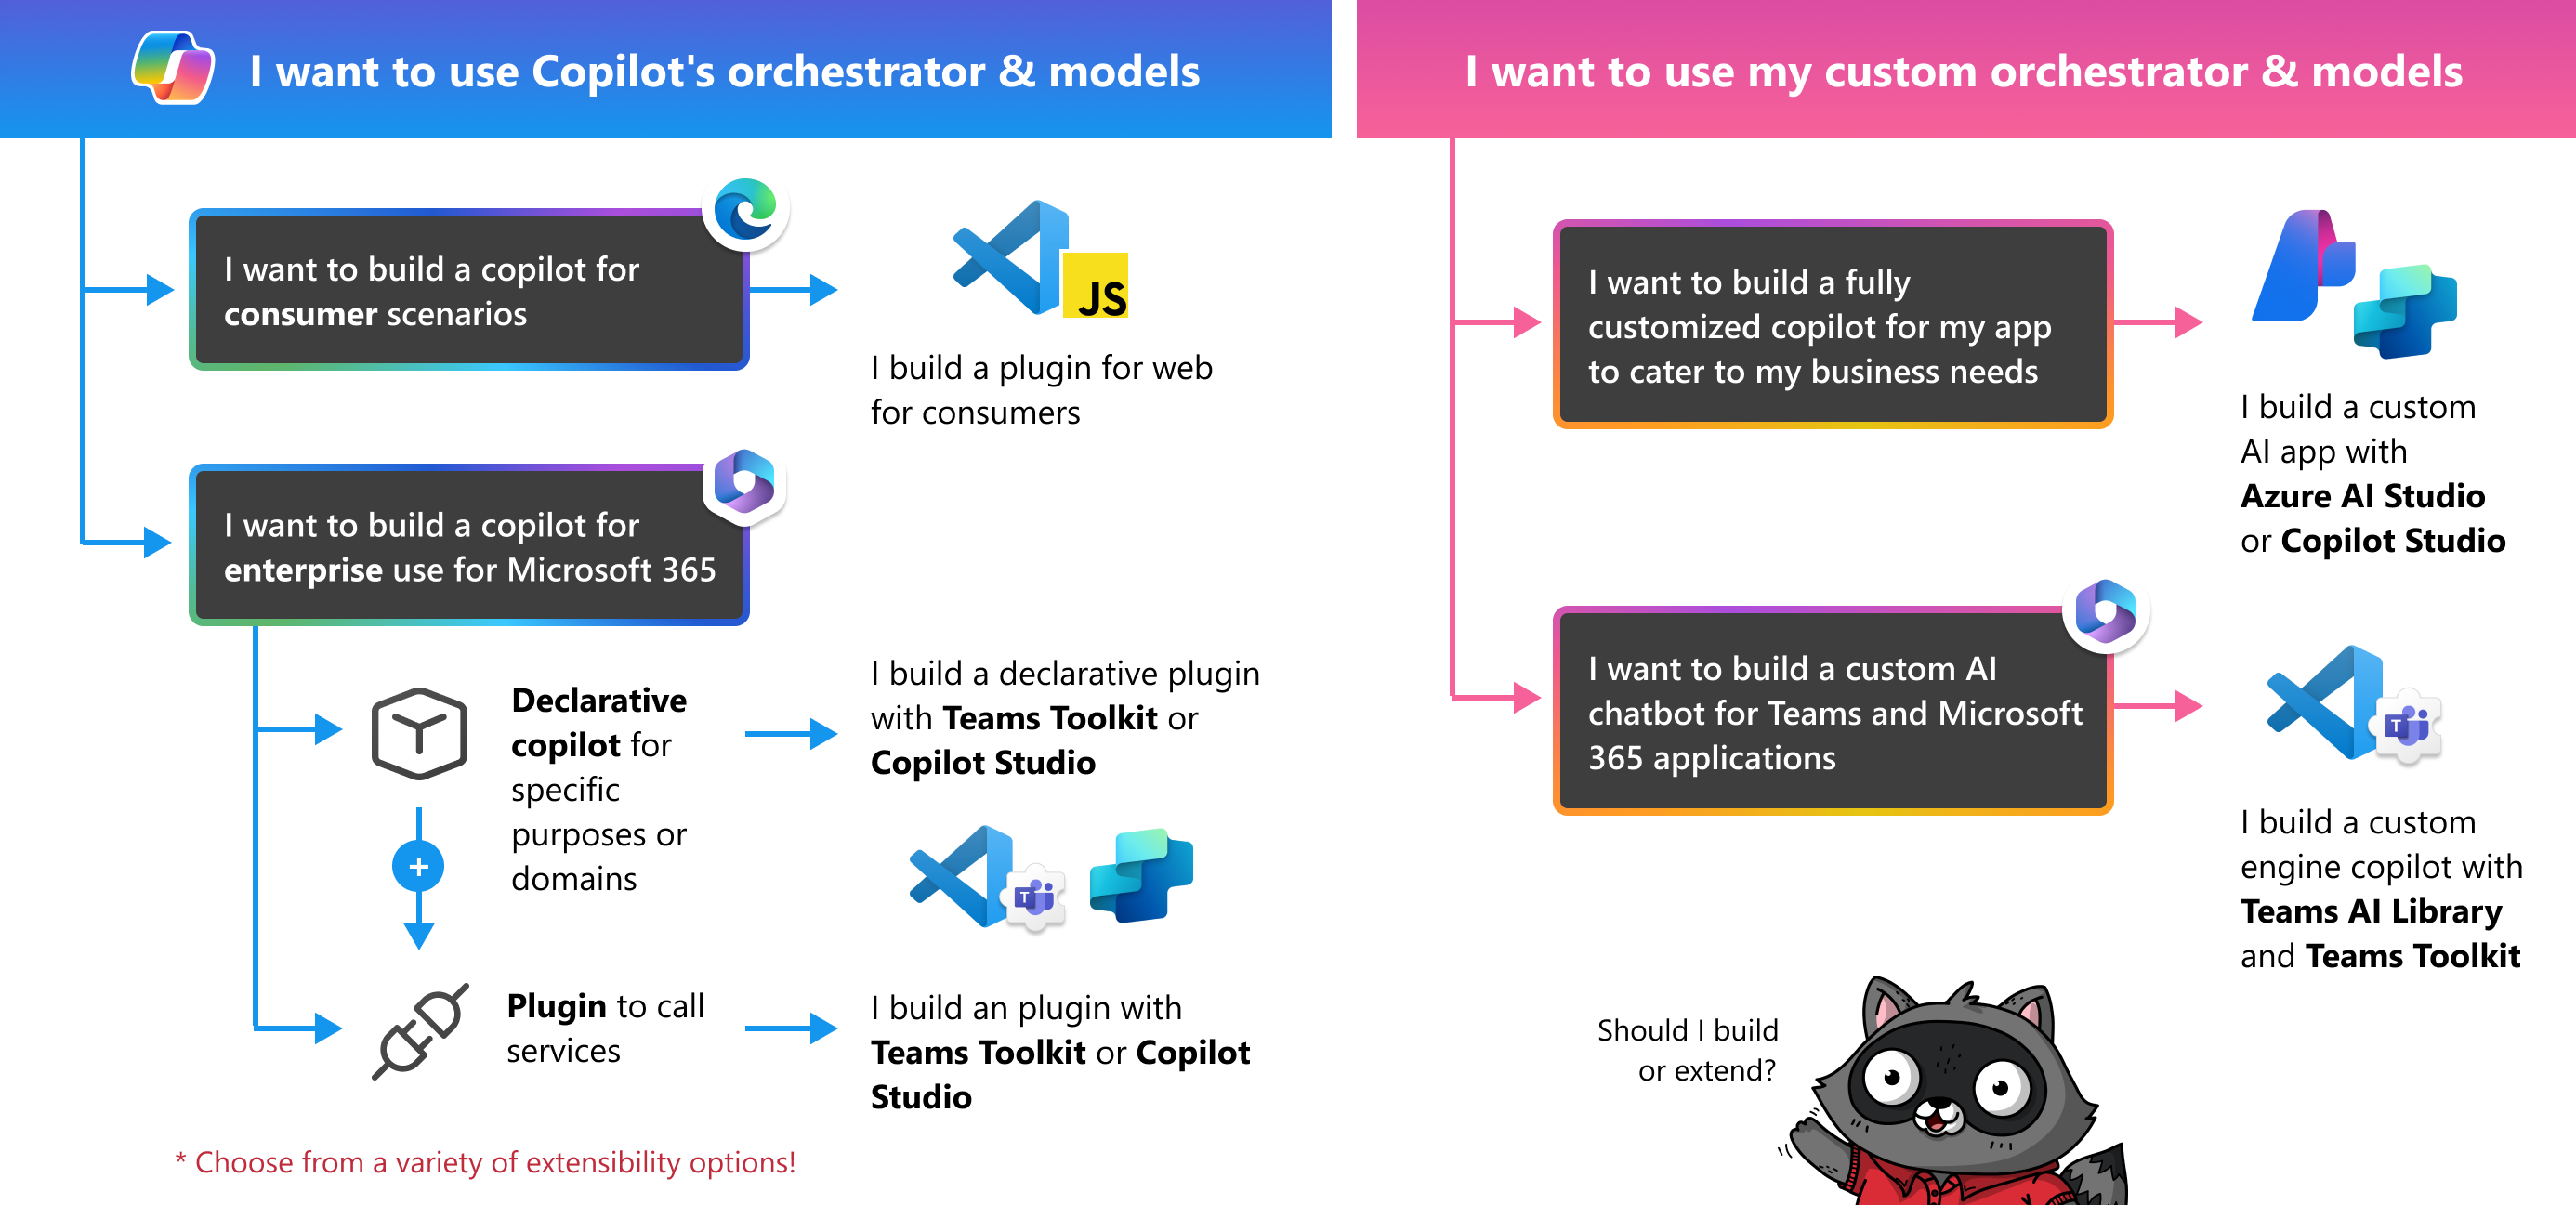 I want to use Copilot's orchestrator & models
I want to build a copilot for
consumer scenarios
JS
I build a plugin for web
for consumers
I want to build a copilot for
enterprise use for Microsoft 365
Declarative
copilot for
specific
purposes or
domains
I build a declarative plugin
with Teams Toolkit or
Copilot Studio
T
+
Plugin to call
services
I build an plugin with
Teams Toolkit or Copilot
Studio
* Choose from a variety of extensibility options!
I want to use my custom orchestrator & models
I want to build a fully
customized copilot for my app
to cater to my business needs
I build a custom
AI app with
Azure AI Studio
or Copilot Studio
I want to build a custom AI
chatbot for Teams and Microsoft
365 applications
T
I build a custom
engine copilot with
Teams AI Library
and Teams Toolkit
Should I build
or extend?